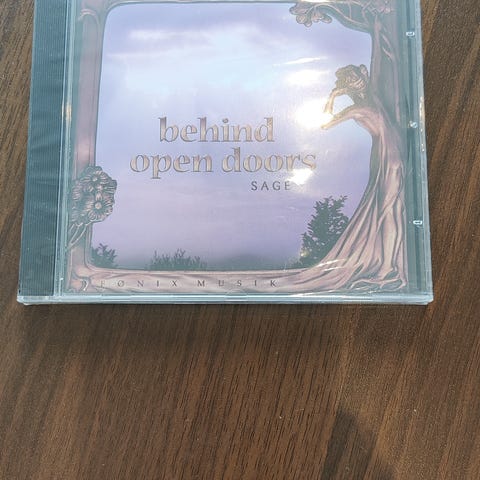 behind
open doors
SAGE
FØNIX MUSIK